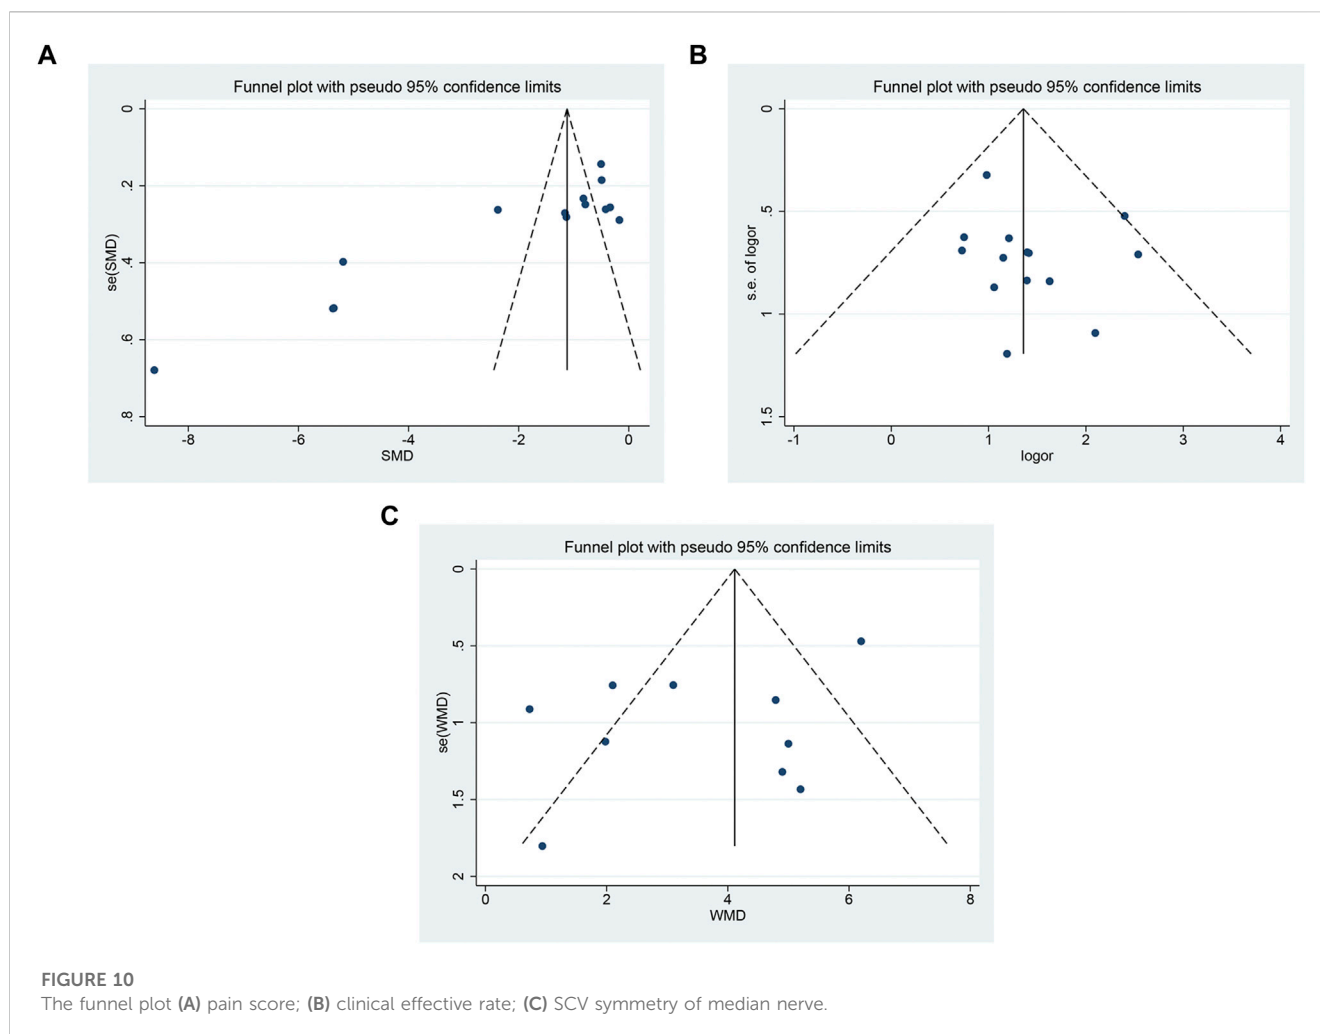 A
Funnel plot with pseudo 95% confidence limits
0
.2
.4
.6
.8
se(SMD)
-8 -6 -4 -2 0
SMD
B
Funnel plot with pseudo 95% confidence limits
0
.5
1
1.5
s.e. of logor
-1 0 1 2 3 4
logor
C
Funnel plot with pseudo 95% confidence limits
0
.5
1
1.5
2
se(WMD)
0 2 4 6 8
WMD
FIGURE 10
The funnel plot (A) pain score; (B) clinical effective rate; (C) SCV symmetry of median nerve.